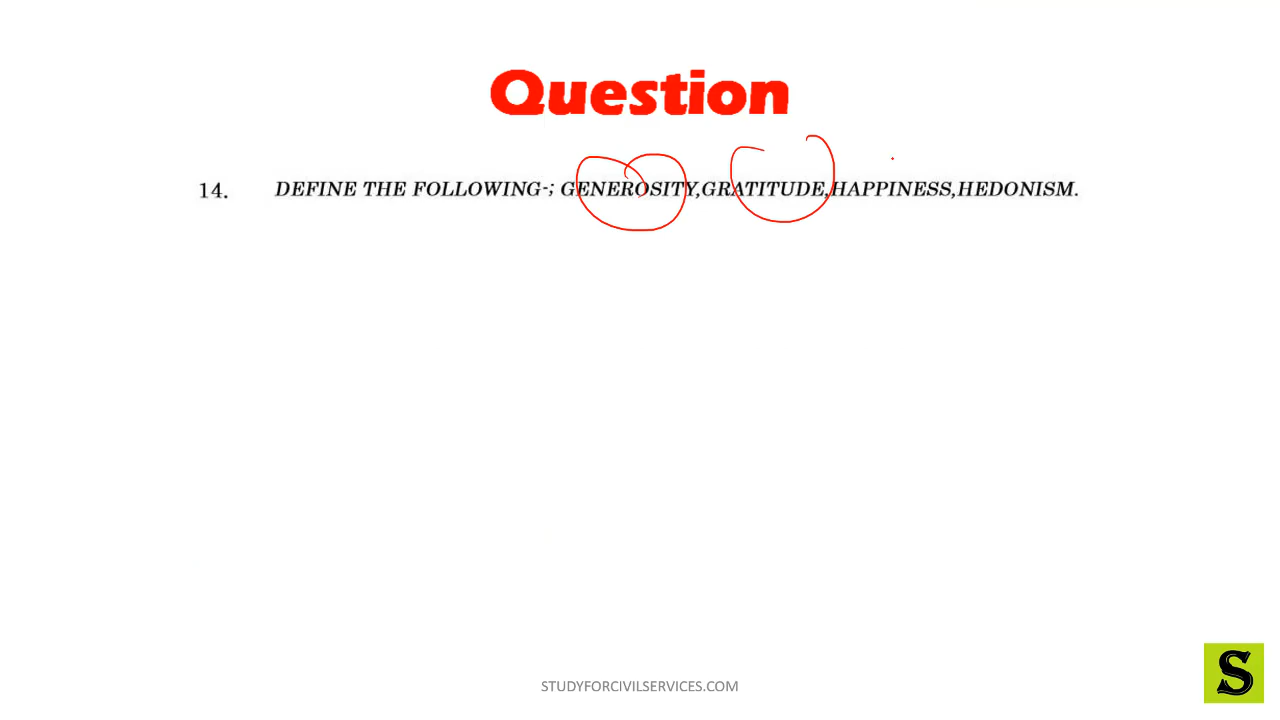 Question
14. DEFINE THE FOLLOWING-; GENEROSITY,GRATITUDE,HAPPINESS,HEDONISM.
STUDYFORCIVILSERVICES.COM
S